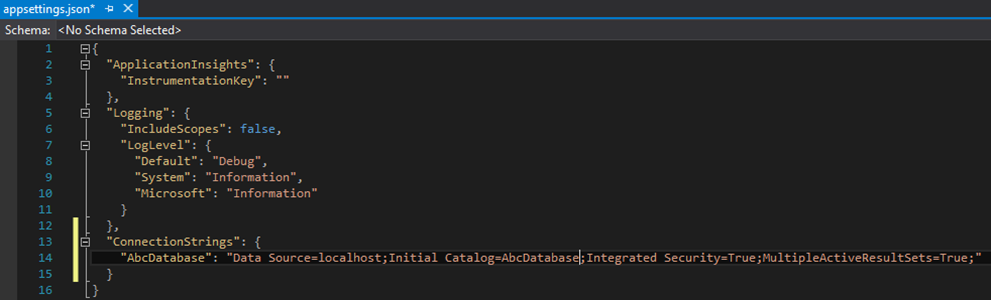 appsettings.json*
Schema: <No Schema Selected>
1 {
2 "ApplicationInsights": {
3 "InstrumentationKey": ""
4 },
5 "Logging": {
6 "IncludeScopes": false,
7 "LogLevel": {
8 "Default": "Debug",
9 "System": "Information",
10 "Microsoft": "Information"
11 }
12 },
13 "ConnectionStrings": {
14 "AbcDatabase": "Data Source=localhost;Initial Catalog=AbcDatabase;Integrated Security=True;MultipleActiveResultSets=True;"
15 }
16 }